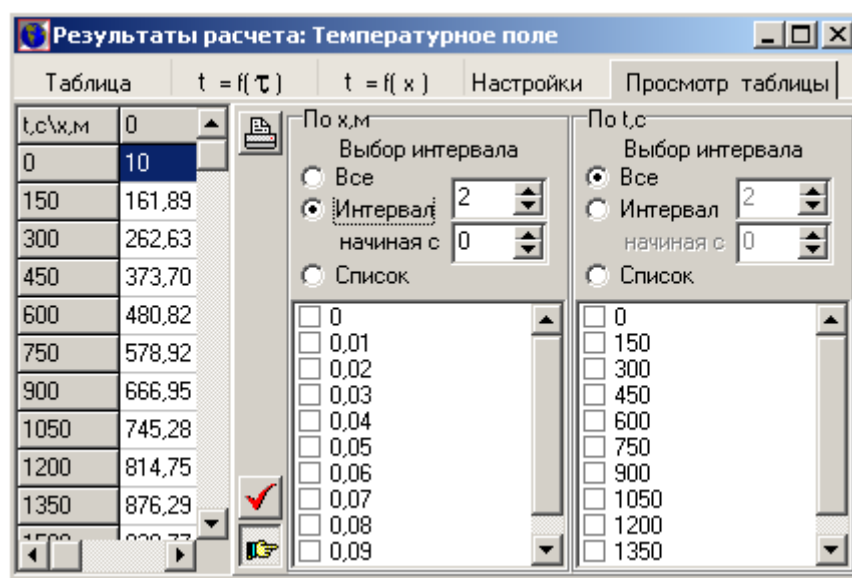 Результаты расчета: Температурное поле
Таблица t = f( τ ) t = f( x ) Настройки Просмотр таблицы
t,c\x,м 0
0 10
150 161,89
300 262,63
450 373,70
600 480,82
750 578,92
900 666,95
1050 745,28
1200 814,75
1350 876,29
По x,м
Выбор интервала
Все
Интервал 2
начиная с 0
Список
0
0,01
0,02
0,03
0,04
0,05
0,06
0,07
0,08
0,09
По t,c
Выбор интервала
Все
Интервал 2
начиная с 0
Список
0
150
300
450
600
750
900
1050
1200
1350